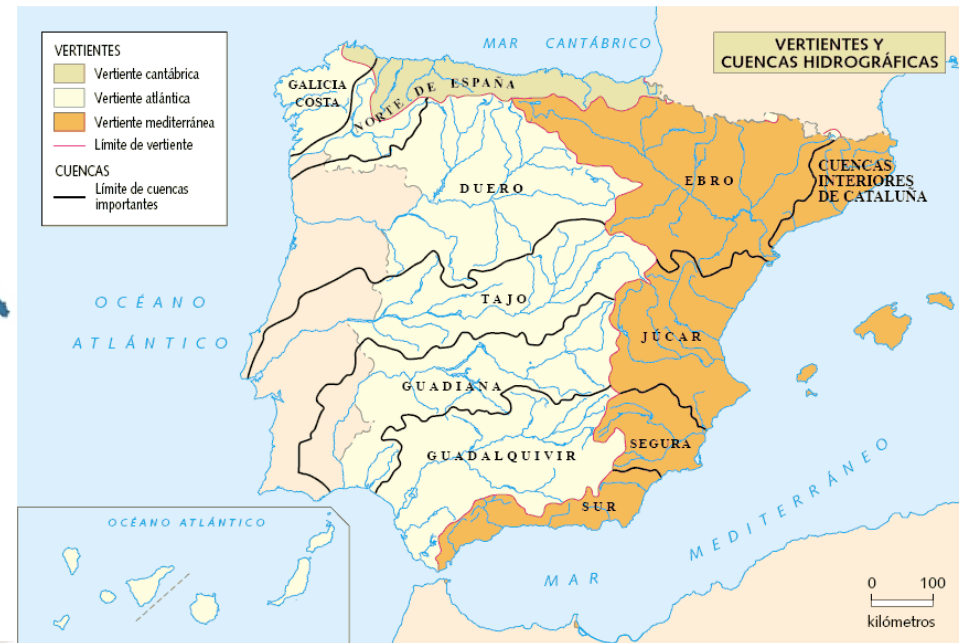 VERTIENTES Y
CUENCAS HIDROGRÁFICAS
VERTIENTES
Vertiente cantábrica
Vertiente atlántica
Vertiente mediterránea
Límite de vertiente
CUENCAS
Límite de cuencas
importantes
MAR CANTÁBRICO
GALICIA
COSTA
NORTE DE ESPAÑA
DUERO
EBRO
CUENCAS
INTERIORES
DE CATALUÑA
OCÉANO
ATLÁNTICO
TAJO
JÚCAR
GUADIANA
SEGURA
GUADALQUIVIR
SUR
MAR MEDITERRÁNEO
OCÉANO ATLÁNTICO
0 100
kilómetros